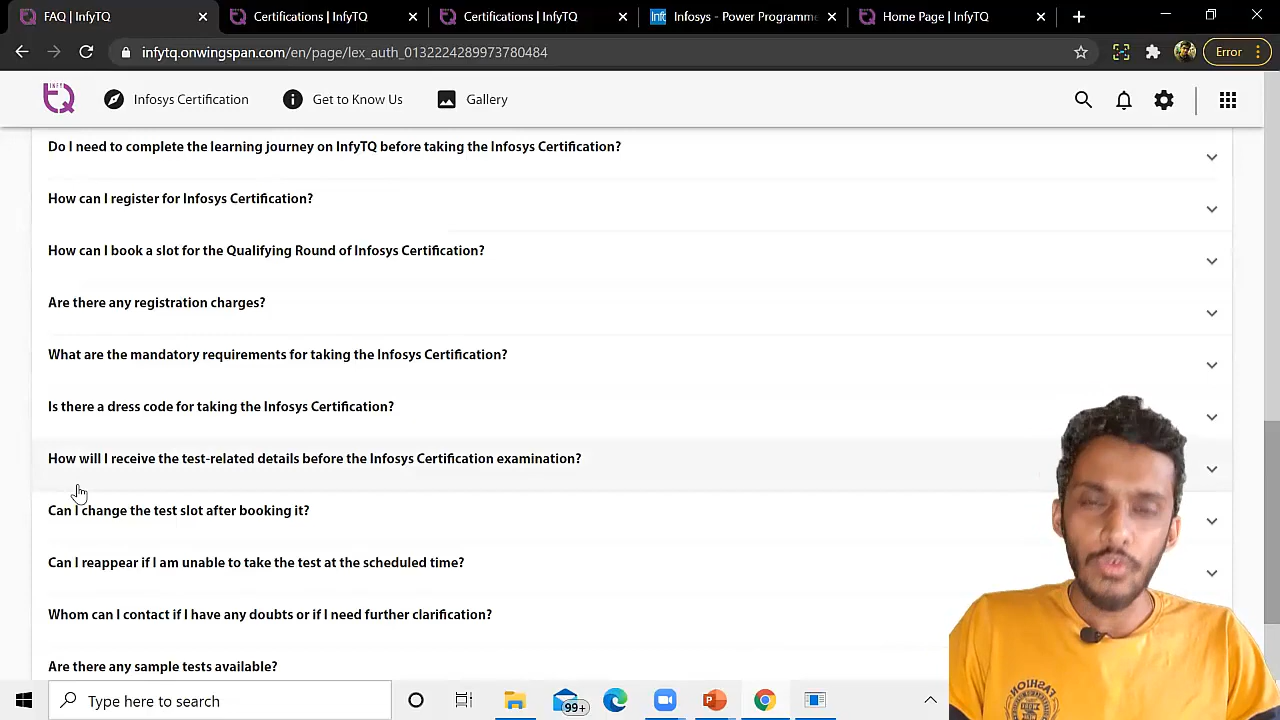 FAQ | InfyTQ
Certifications | InfyTQ
Certifications | InfyTQ
Infosys - Power Programme
Home Page | InfyTQ
infytq.onwingspan.com/en/page/lex_auth_0132224289973780484
Error
INFY
TQ
Infosys Certification
Get to Know Us
Gallery
Do I need to complete the learning journey on InfyTQ before taking the Infosys Certification?
How can I register for Infosys Certification?
How can I book a slot for the Qualifying Round of Infosys Certification?
Are there any registration charges?
What are the mandatory requirements for taking the Infosys Certification?
Is there a dress code for taking the Infosys Certification?
How will I receive the test-related details before the Infosys Certification examination?
Can I change the test slot after booking it?
Can I reappear if I am unable to take the test at the scheduled time?
Whom can I contact if I have any doubts or if I need further clarification?
Are there any sample tests available?
FASHION
Type here to search
99+